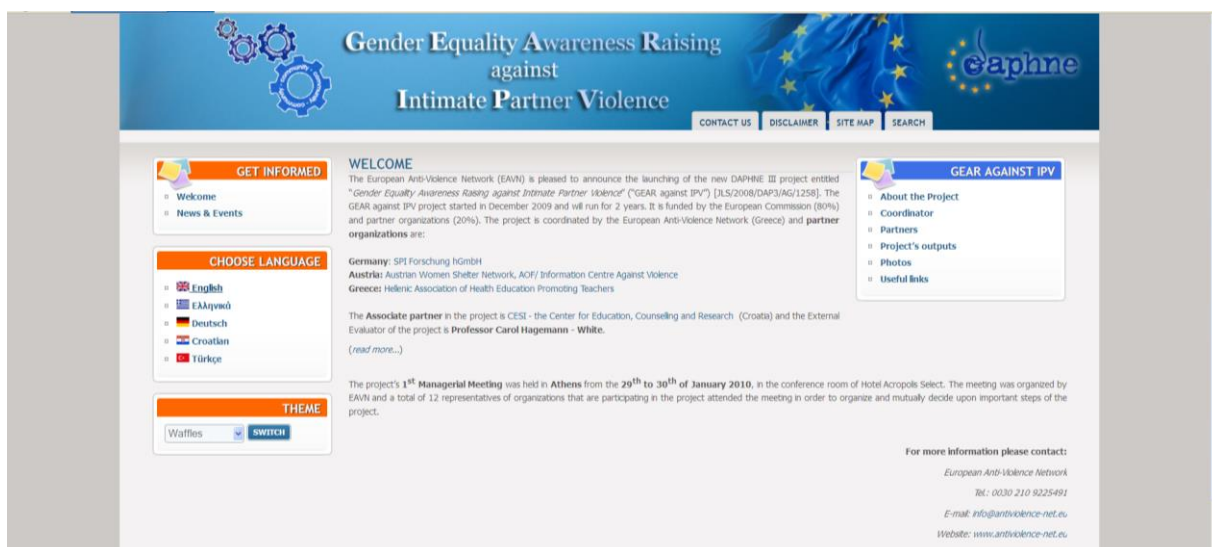 Gender Equality Awareness Raising
against
Intimate Partner Violence
daphne
CONTACT US
DISCLAIMER
SITE MAP
SEARCH
GET INFORMED
Welcome
News & Events
CHOOSE LANGUAGE
English
Ελληνικά
Deutsch
Croatian
Türkçe
THEME
Waffles
SWITCH
WELCOME
The European Anti-Violence Network (EAVN) is pleased to announce the launching of the new DAPHNE III project entitled
"Gender Equality Awareness Raising against Intimate Partner Violence" ("GEAR against IPV") [JLS/2008/DAP3/AG/1258]. The
GEAR against IPV project started in December 2009 and will run for 2 years. It is funded by the European Commission (80%)
and partner organizations (20%). The project is coordinated by the European Anti-Violence Network (Greece) and partner
organizations are:
Germany: SPI Forschung hGmbH
Austria: Austrian Women Shelter Network, AOF/ Information Centre Against Violence
Greece: Hellenic Association of Health Education Promoting Teachers
The Associate partner in the project is CESI - the Center for Education, Counseling and Research (Croatia) and the External
Evaluator of the project is Professor Carol Hagemann - White.
(read more...)
The project's 1st Managerial Meeting was held in Athens from the 29th to 30th of January 2010, in the conference room of Hotel Acropolis Select. The meeting was organized by
EAVN and a total of 12 representatives of organizations that are participating in the project attended the meeting in order to organize and mutually decide upon important steps of the
project.
For more information please contact:
European Anti-Violence Network
Tel.: 0030 210 9225491
E-mail: info@antiviolence-net.eu
Website: www.antiviolence-net.eu
GEAR AGAINST IPV
About the Project
Coordinator
Partners
Project's outputs
Photos
Useful links